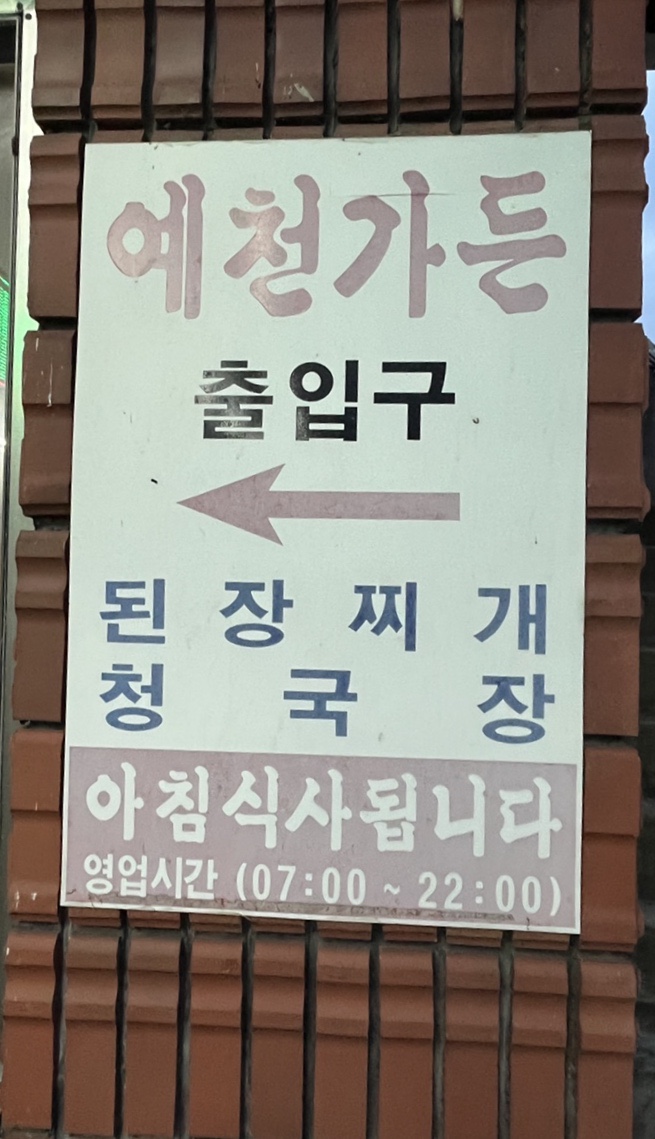 예천가든
출입구
된장찌개
청국장
아침식사됩니다
영업시간 (07:00 ~ 22:00)